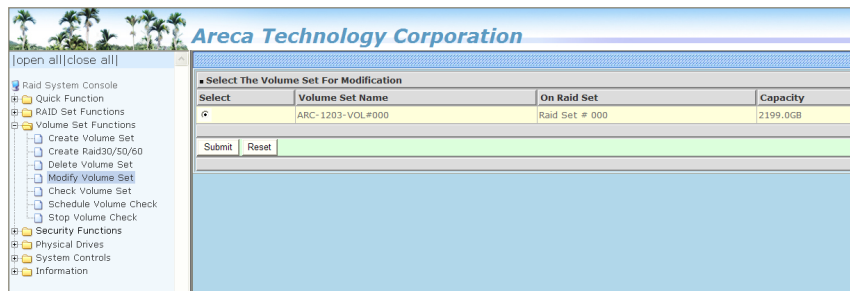 Areca Technology Corporation
|open all|close all|
Raid System Console
Quick Function
RAID Set Functions
Volume Set Functions
Create Volume Set
Create Raid30/50/60
Delete Volume Set
Modify Volume Set
Check Volume Set
Schedule Volume Check
Stop Volume Check
Security Functions
Physical Drives
System Controls
Information
Select The Volume Set For Modification
Select Volume Set Name On Raid Set Capacity
ARC-1203-VOL#000 Raid Set # 000 2199.0GB
Submit Reset